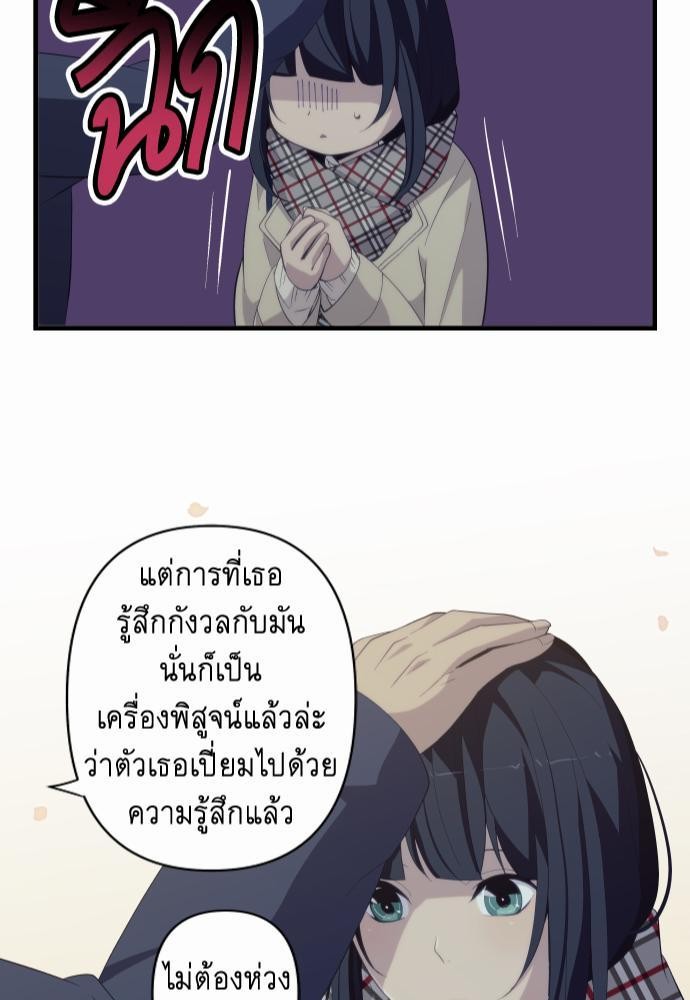 แต่การที่เธอ
รู้สึกกังวลกับมัน
นั่นก็เป็น
เครื่องพิสูจน์แล้วล่ะ
ว่าตัวเธอเปี่ยมไปด้วย
ความรู้สึกแล้ว
ไม่ต้องห่วง